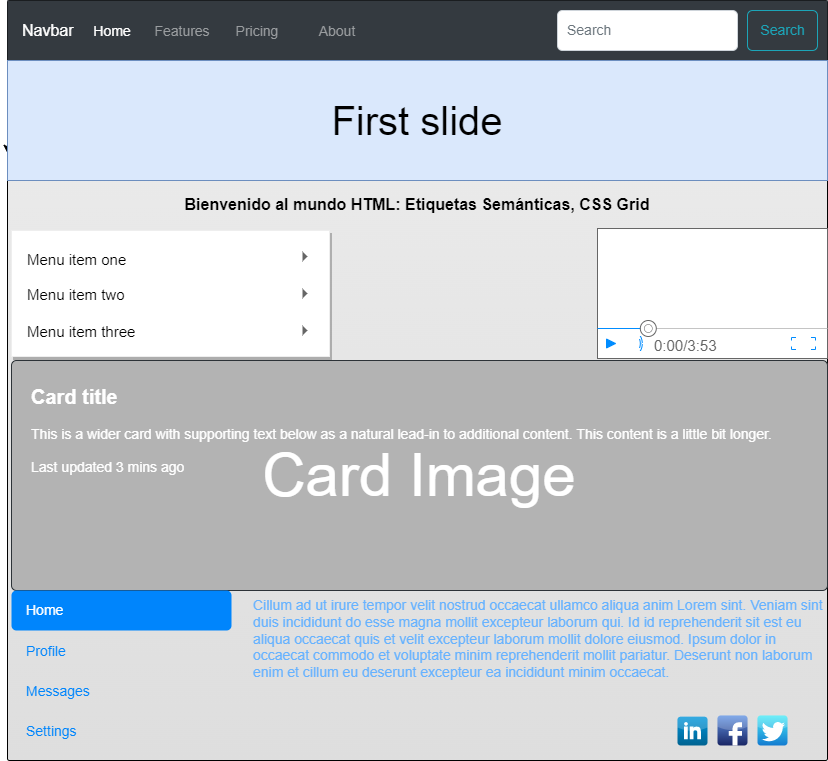 Navbar Home Features Pricing About Search Search
First slide
Bienvenido al mundo HTML: Etiquetas Semánticas, CSS Grid
Menu item one
Menu item two
Menu item three
0:00/3:53
Card title
This is a wider card with supporting text below as a natural lead-in to additional content. This content is a little bit longer.
Last updated 3 mins ago
Card Image
Home
Profile
Messages
Settings
Cillum ad ut irure tempor velit nostrud occaecat ullamco aliqua anim Lorem sint. Veniam sint
duis incididunt do esse magna mollit excepteur laborum qui. Id id reprehenderit sit est eu
aliqua occaecat quis et velit excepteur laborum mollit dolore eiusmod. Ipsum dolor in
occaecat commodo et voluptate minim reprehenderit mollit pariatur. Deserunt non laborum
enim et cillum eu deserunt excepteur ea incididunt minim occaecat.
in f